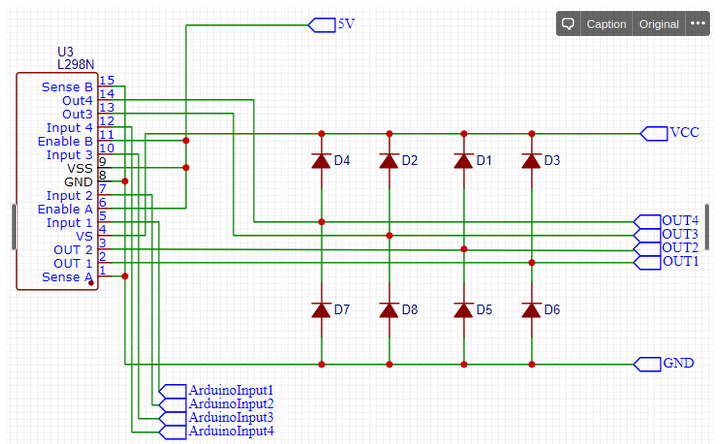 Caption Original
5V
U3
L298N
Sense B 15
Out4 14
Out3 13
Input 4 12
Enable B 11
Input 3 10
VSS 9
GND 8
Input 2 7
Enable A 6
Input 1 5
VS 4
OUT 2 3
OUT 1 2
Sense A 1
VCC
D4 D2 D1 D3
OUT4
OUT3
OUT2
OUT1
D7 D8 D5 D6
GND
ArduinoInput1
ArduinoInput2
ArduinoInput3
ArduinoInput4